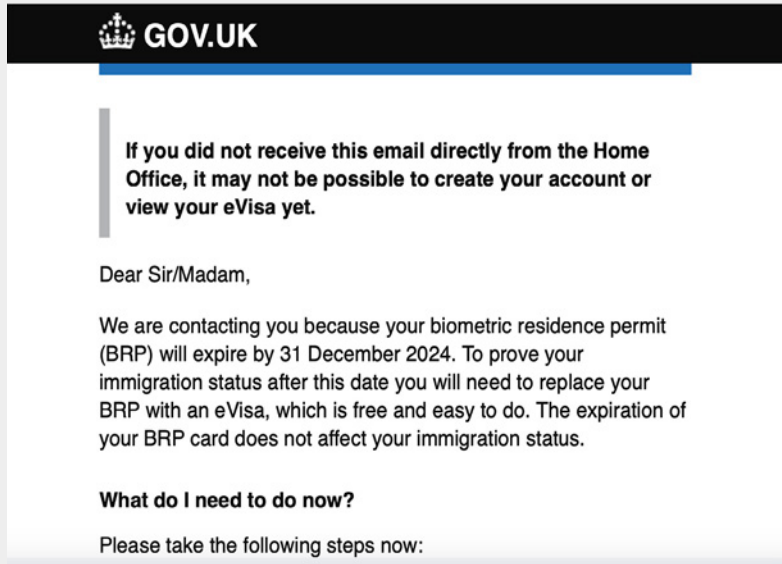 GOV.UK
If you did not receive this email directly from the Home
Office, it may not be possible to create your account or
view your eVisa yet.
Dear Sir/Madam,
We are contacting you because your biometric residence permit
(BRP) will expire by 31 December 2024. To prove your
immigration status after this date you will need to replace your
BRP with an eVisa, which is free and easy to do. The expiration of
your BRP card does not affect your immigration status.
What do I need to do now?
Please take the following steps now: